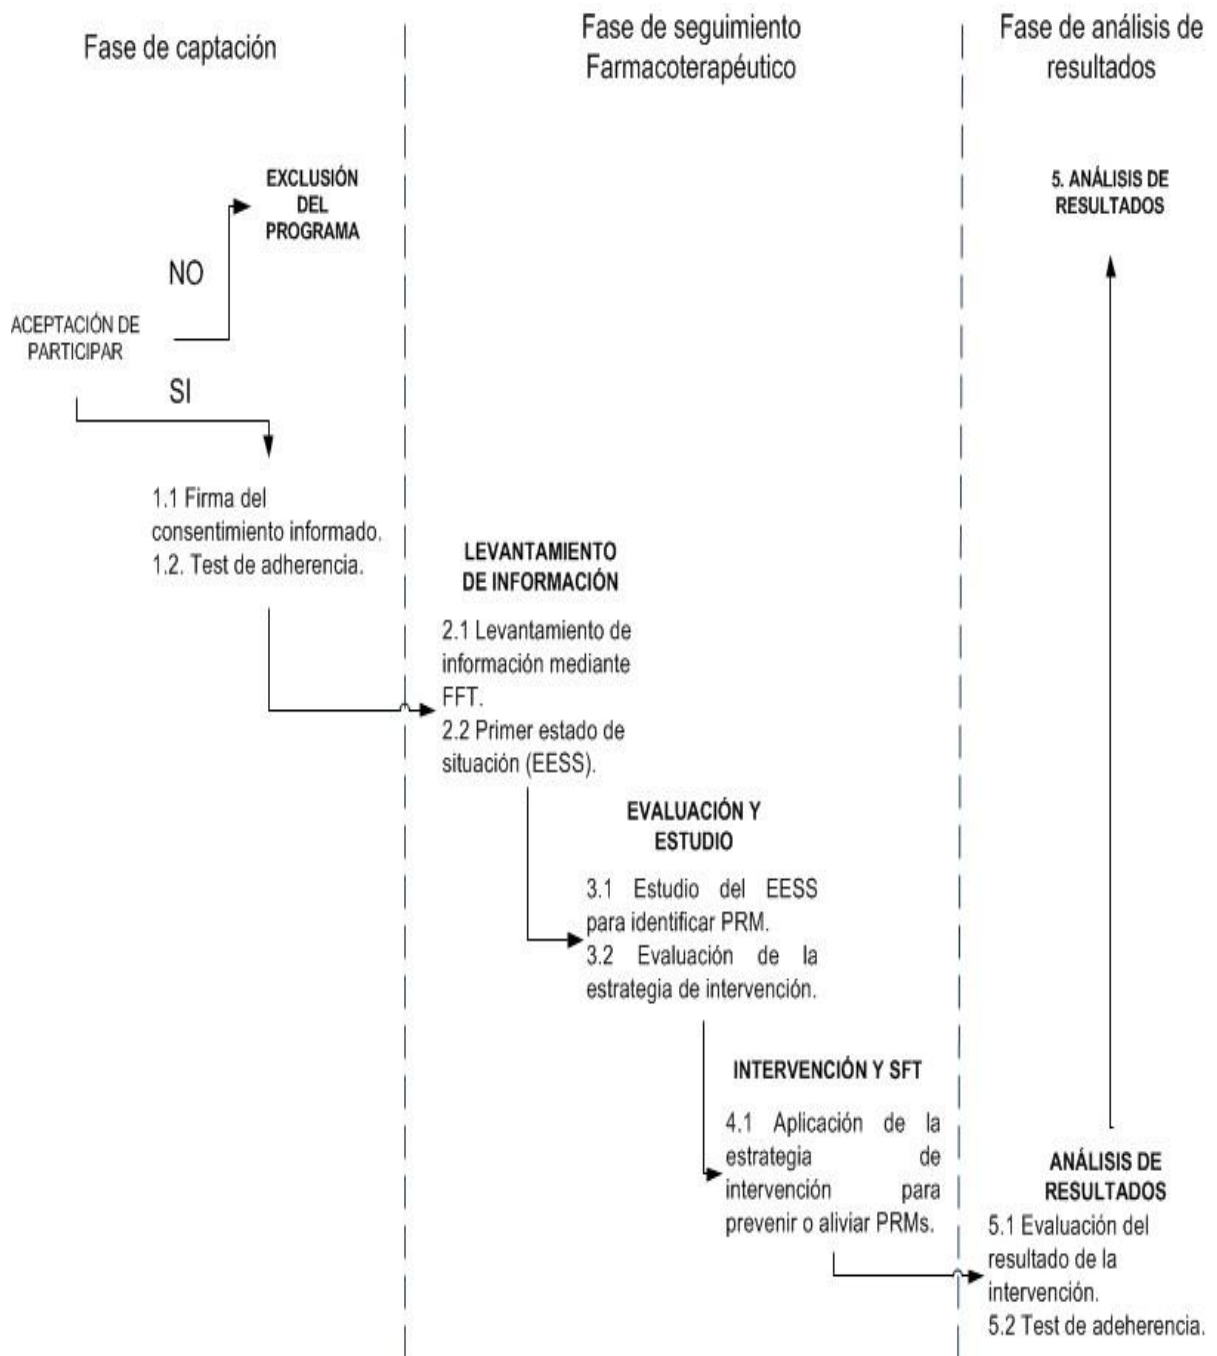 Fase de captación
Fase de seguimiento
Farmacoterapéutico
Fase de análisis de
resultados
EXCLUSIÓN
DEL
PROGRAMA
5. ANÁLISIS DE
RESULTADOS
NO
ACEPTACIÓN DE
PARTICIPAR
SI
1.1 Firma del
consentimiento informado.
1.2. Test de adherencia.
LEVANTAMIENTO
DE INFORMACIÓN
2.1 Levantamiento de
información mediante
FFT.
2.2 Primer estado de
situación (EESS).
EVALUACIÓN Y
ESTUDIO
3.1 Estudio del EESS
para identificar PRM.
3.2 Evaluación de la
estrategia de intervención.
INTERVENCIÓN Y SFT
4.1 Aplicación de la
estrategia de
intervención para
prevenir o aliviar PRMs.
ANÁLISIS DE
RESULTADOS
5.1 Evaluación del
resultado de la
intervención.
5.2 Test de adeherencia.